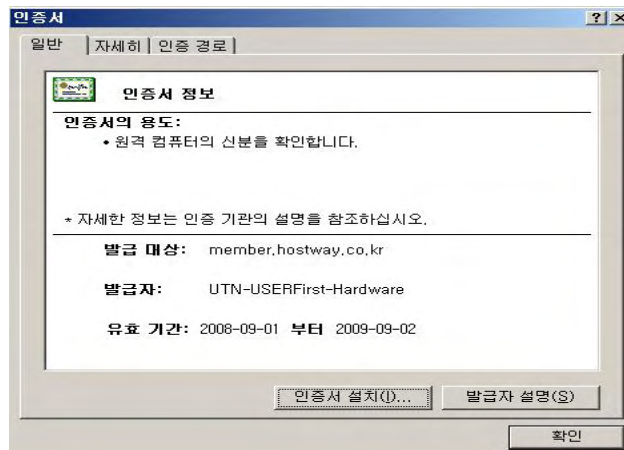 인증서
일반
자세히
인증 경로
인증서 정보
인증서의 용도:
• 원격 컴퓨터의 신분을 확인합니다.
* 자세한 정보는 인증 기관의 설명을 참조하십시오.
발급 대상: member.hostway.co.kr
발급자: UTN-USERFirst-Hardware
유효 기간: 2008-09-01 부터 2009-09-02
인증서 설치(I)...
발급자 설명(S)
확인